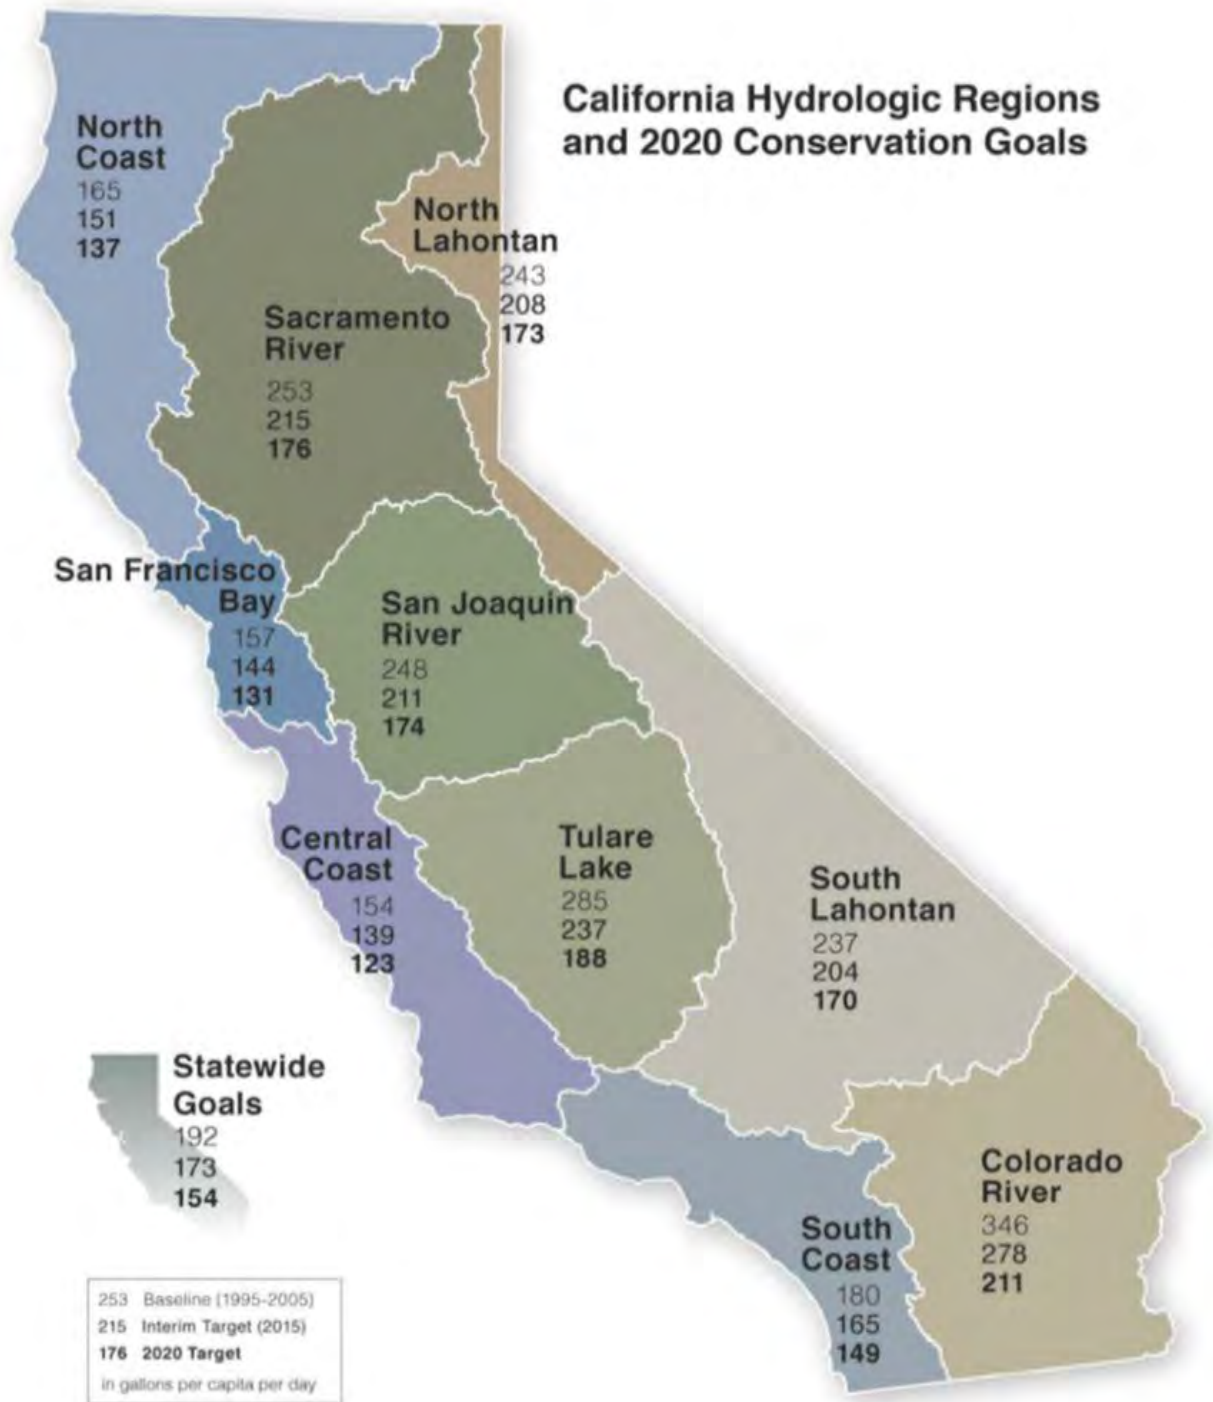 California Hydrologic Regions
and 2020 Conservation Goals
North
Coast
165
151
137
North
Lahontan
243
208
173
Sacramento
River
253
215
176
San Francisco
Bay
157
144
131
San Joaquin
River
248
211
174
Central
Coast
154
139
123
Tulare
Lake
285
237
188
South
Lahontan
237
204
170
Statewide
Goals
192
173
154
Colorado
River
346
278
211
South
Coast
180
165
149
253 Baseline (1995-2005)
215 Interim Target (2015)
176 2020 Target
in gallons per capita per day